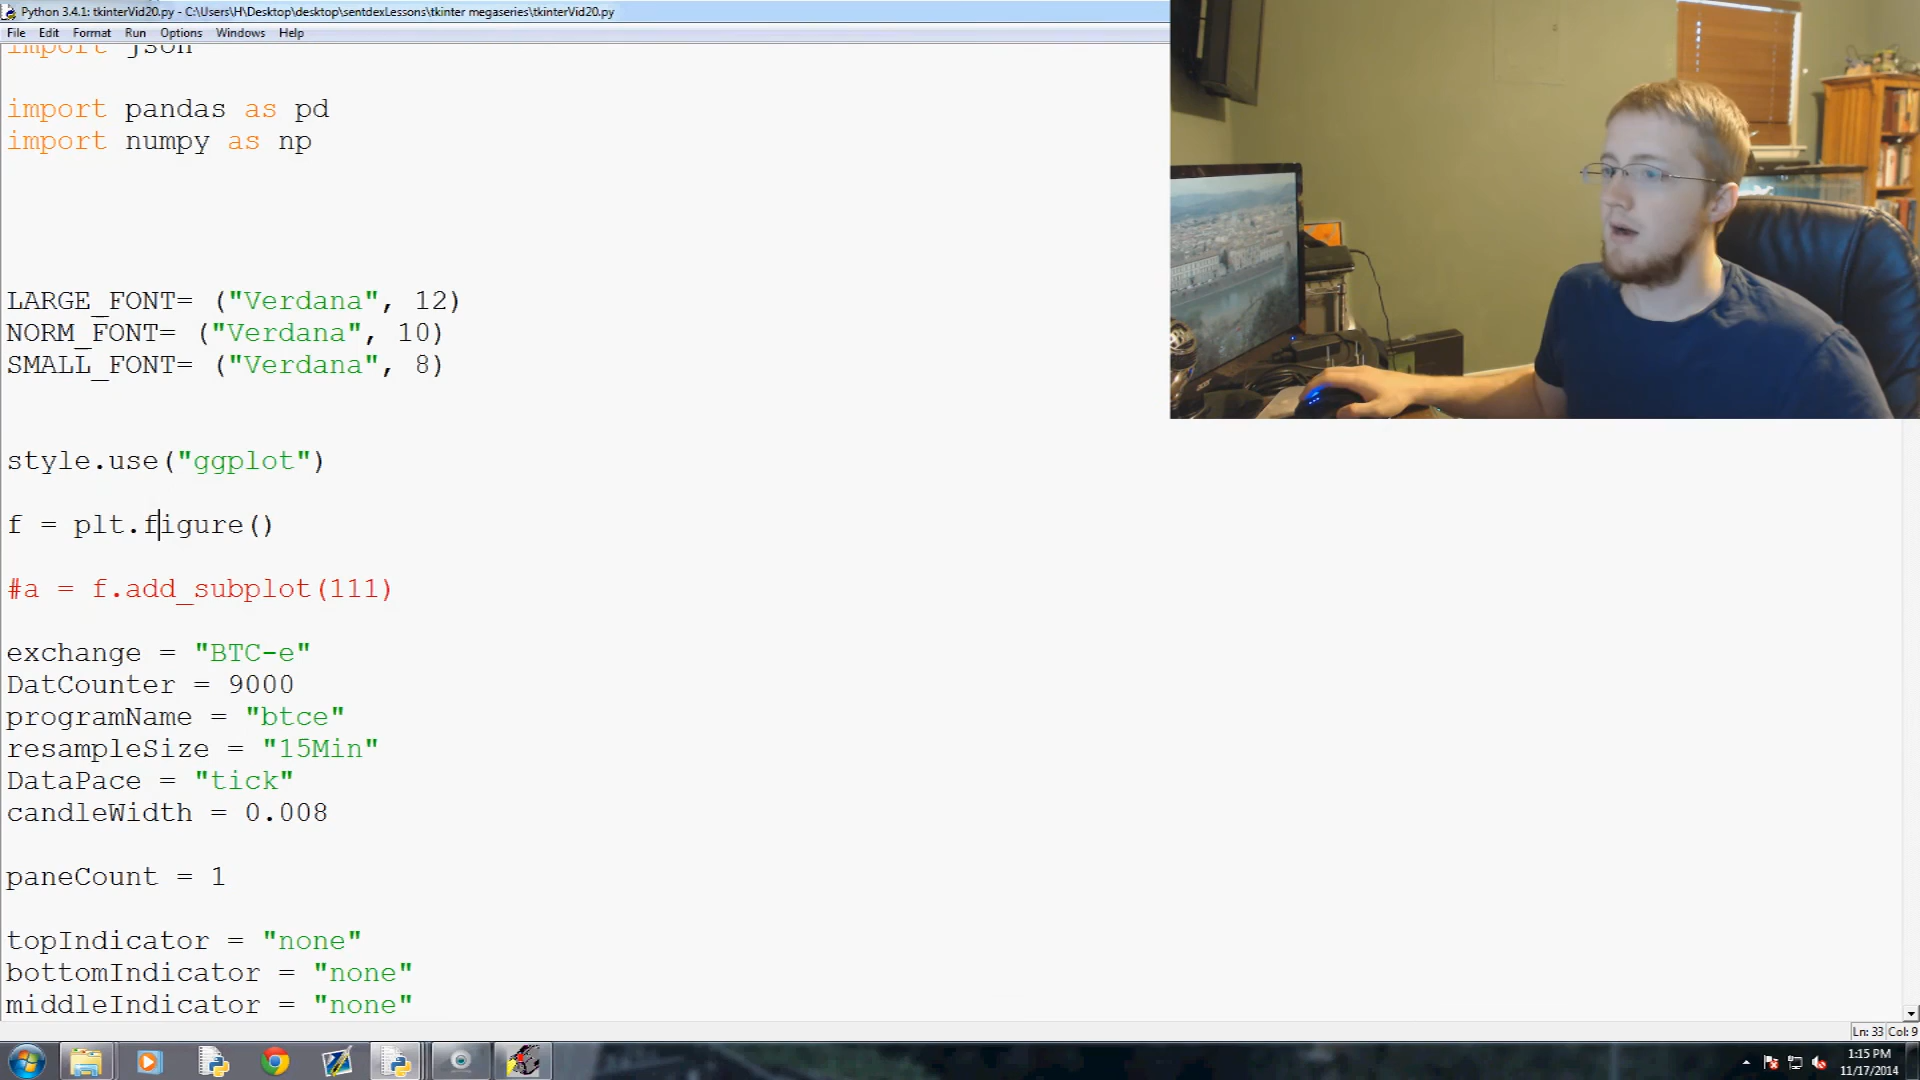 Python 3.4.1: tkinterVid20.py - C:\Users\H\Desktop\desktop\sentdexLessons\tkinter megaseries\tkinterVid20.py
File Edit Format Run Options Windows Help
import json
import pandas as pd
import numpy as np
LARGE_FONT= ("Verdana", 12)
NORM_FONT= ("Verdana", 10)
SMALL_FONT= ("Verdana", 8)
style.use("ggplot")
f = plt.figure()
#a = f.add_subplot(111)
exchange = "BTC-e"
DatCounter = 9000
programName = "btce"
resampleSize = "15Min"
DataPace = "tick"
candleWidth = 0.008
paneCount = 1
topIndicator = "none"
bottomIndicator = "none"
middleIndicator = "none"
Ln: 33 Col: 9
1:15 PM
11/17/2014